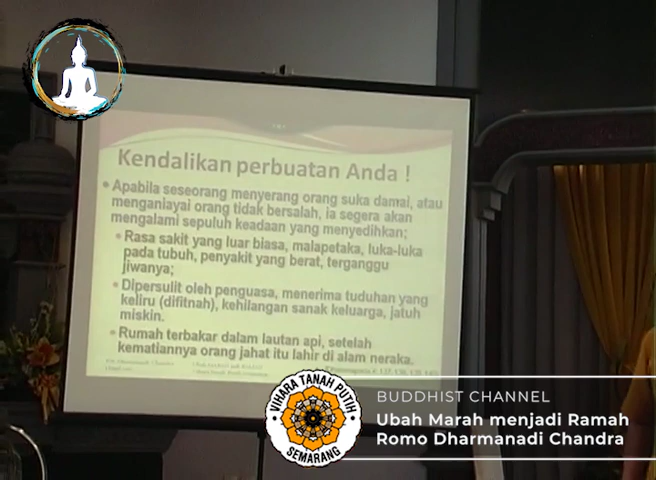 Kendalikan perbuatan Anda !
• Apabila seseorang menyerang orang suka damai, atau
menganiayai orang tidak bersalah, ia segera akan
mengalami sepuluh keadaan yang menyedihkan;
• Rasa sakit yang luar biasa, malapetaka, luka-luka
pada tubuh, penyakit yang berat, terganggu
jiwanya;
• Dipersulit oleh penguasa, menerima tuduhan yang
keliru (difitnah), kehilangan sanak keluarga, jatuh
miskin.
• Rumah terbakar dalam lautan api, setelah
kematiannya orang jahat itu lahir di alam neraka.
VIHARA TANAH PUTIH
SEMARANG
BUDDHIST CHANNEL
Ubah Marah menjadi Ramah
Romo Dharmanadi Chandra